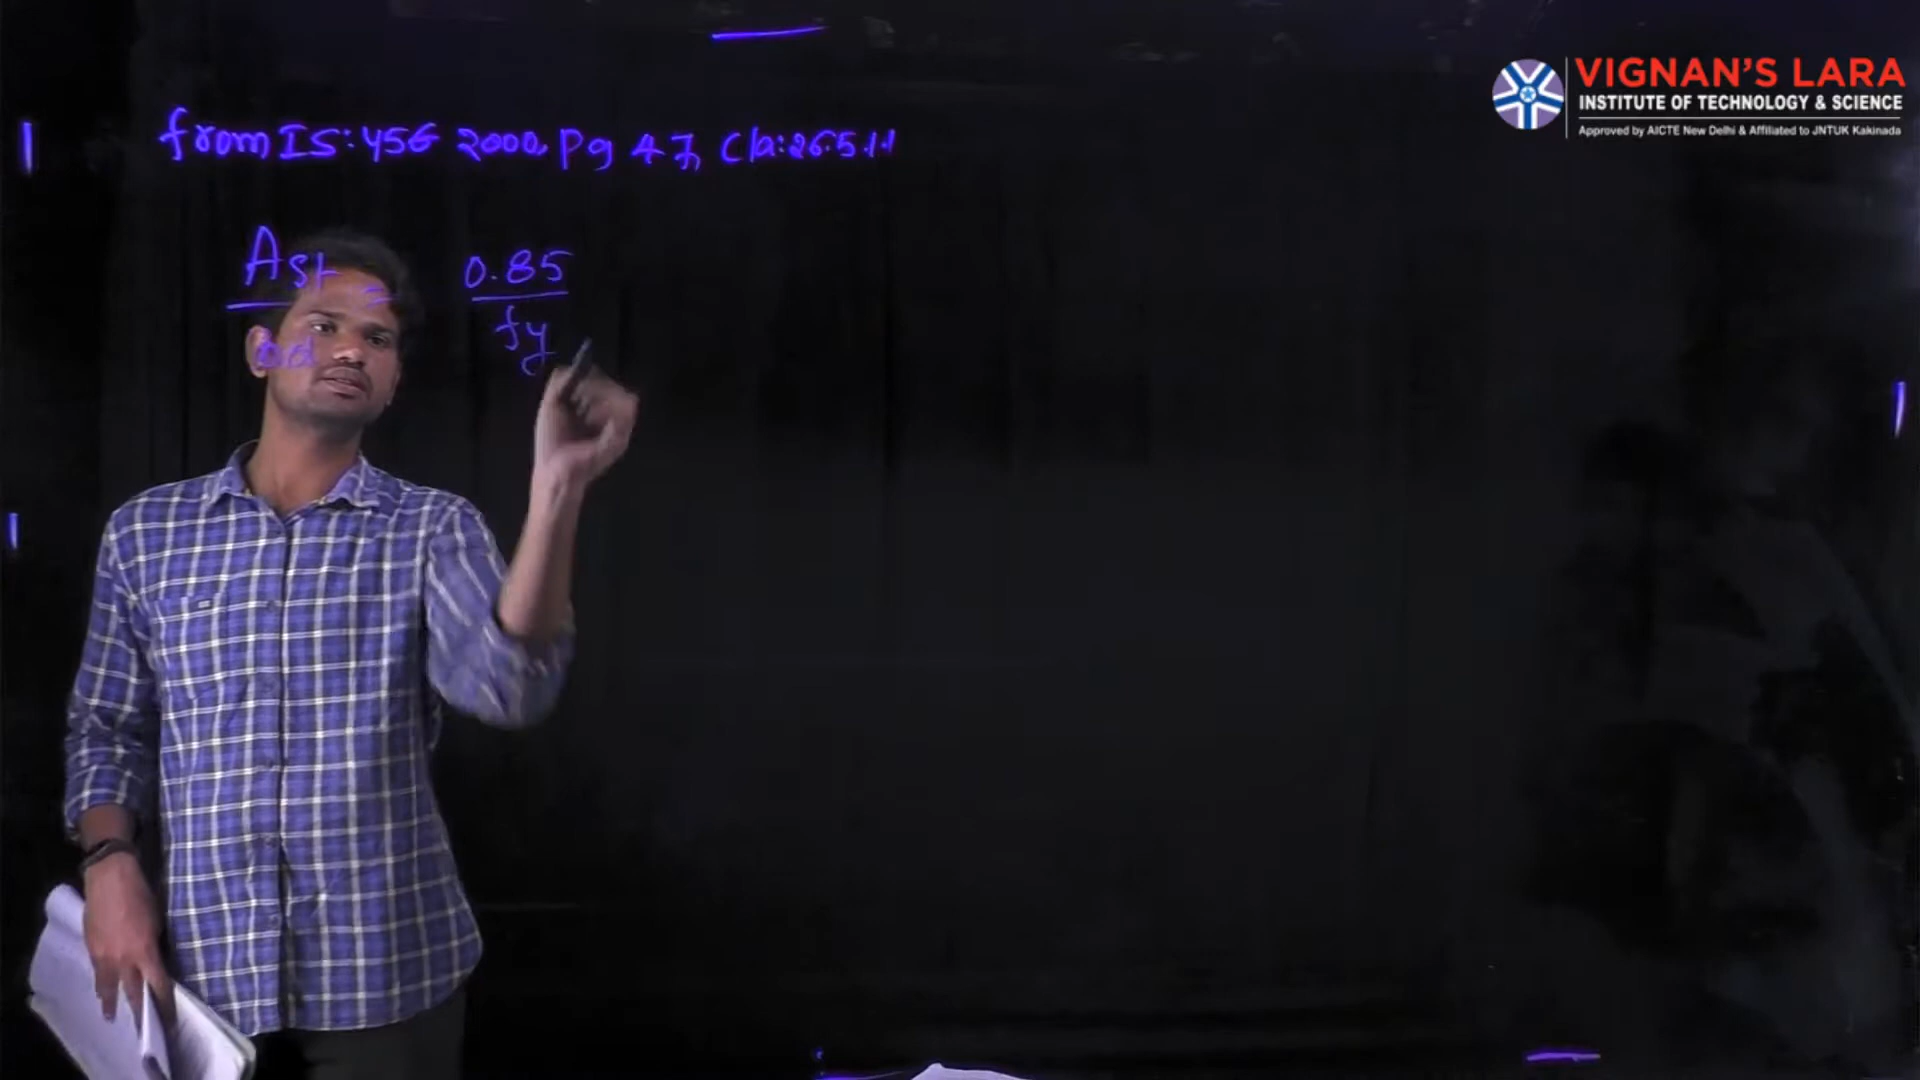 VIGNAN'S LARA
INSTITUTE OF TECHNOLOGY & SCIENCE
Approved by AICTE New Delhi & Affiliated to JNTUK Kakinada
from IS:456 2000, Pg 47, Cla:26.5.1.1
Ast = 0.85
bd fy